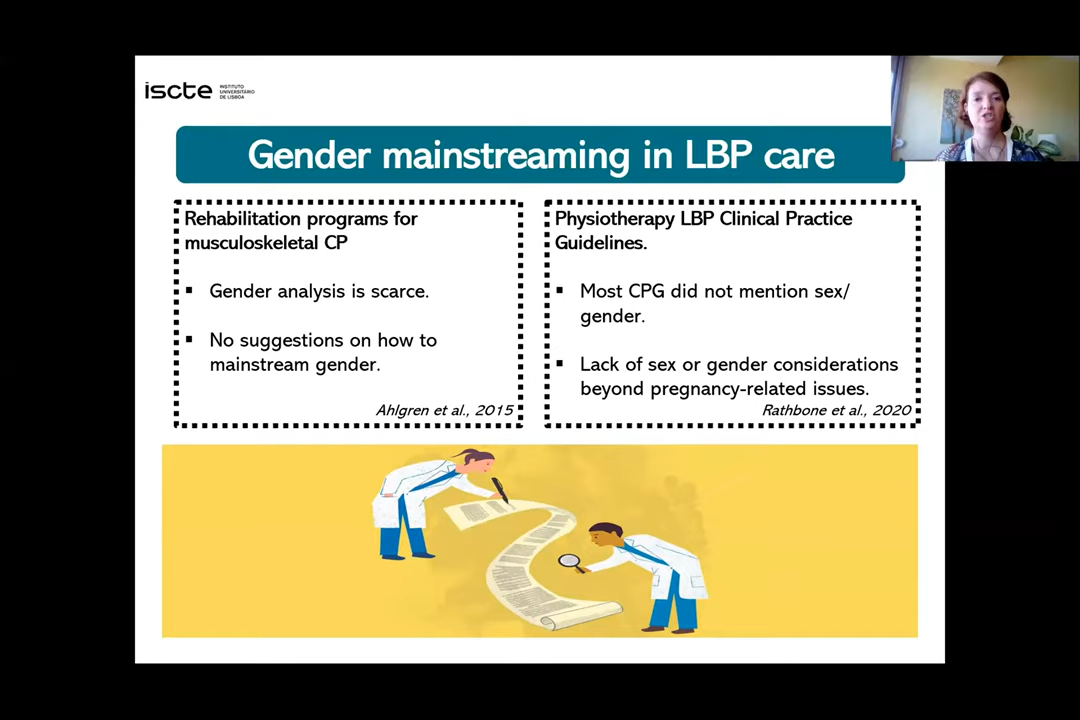 iscte
INSTITUTO
UNIVERSITÁRIO
DE LISBOA
Gender mainstreaming in LBP care
Rehabilitation programs for
musculoskeletal CP
▪ Gender analysis is scarce.
▪ No suggestions on how to
mainstream gender.
Ahlgren et al., 2015
Physiotherapy LBP Clinical Practice
Guidelines.
▪ Most CPG did not mention sex/
gender.
▪ Lack of sex or gender considerations
beyond pregnancy-related issues.
Rathbone et al., 2020